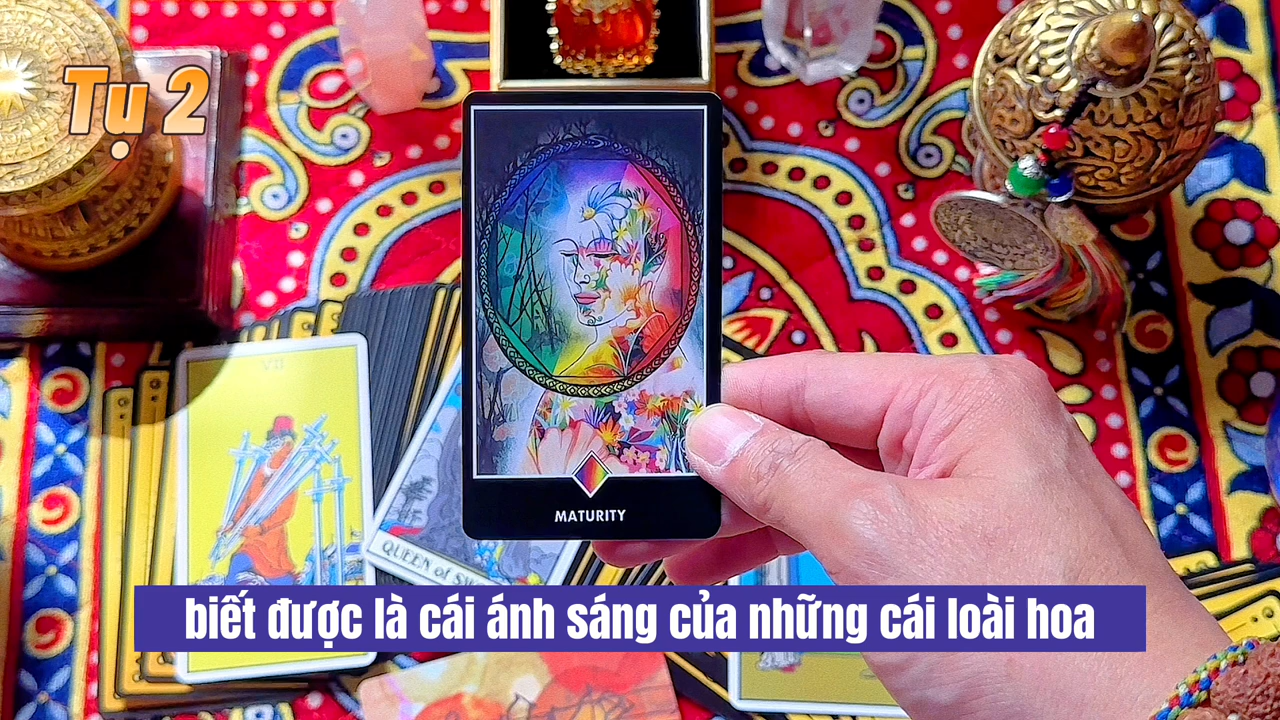 Tụ 2
VII
MATURITY
QUEEN of SW
biết được là cái ánh sáng của những cái loài hoa